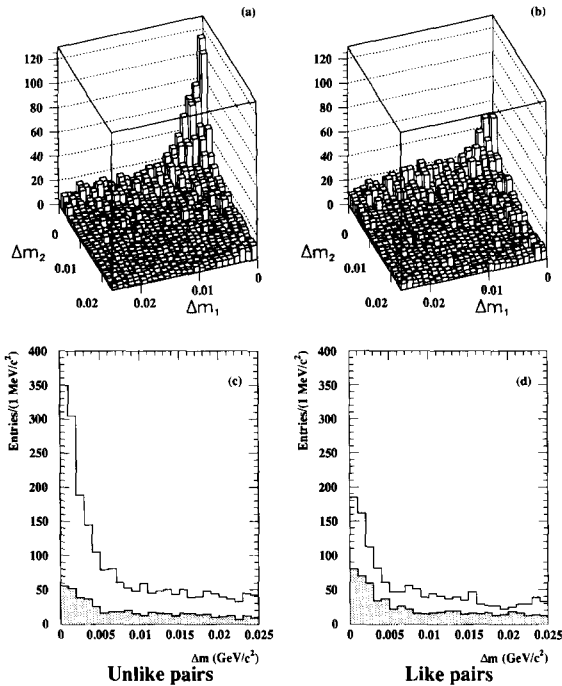 (a)
120
100
80
60
40
20
0
0
0.01
0.02
Δm₂
0.02
0.01
0
Δm₁
(b)
120
100
80
60
40
20
0
0
0.01
0.02
Δm₂
0.02
0.01
0
Δm₁
(c)
Entries/(1 MeV/c²)
400
350
300
250
200
150
100
50
0
0 0.005 0.01 0.015 0.02 0.025
Δm (GeV/c²)
Unlike pairs
(d)
Entries/(1 MeV/c²)
400
350
300
250
200
150
100
50
0
0 0.005 0.01 0.015 0.02 0.025
Δm (GeV/c²)
Like pairs